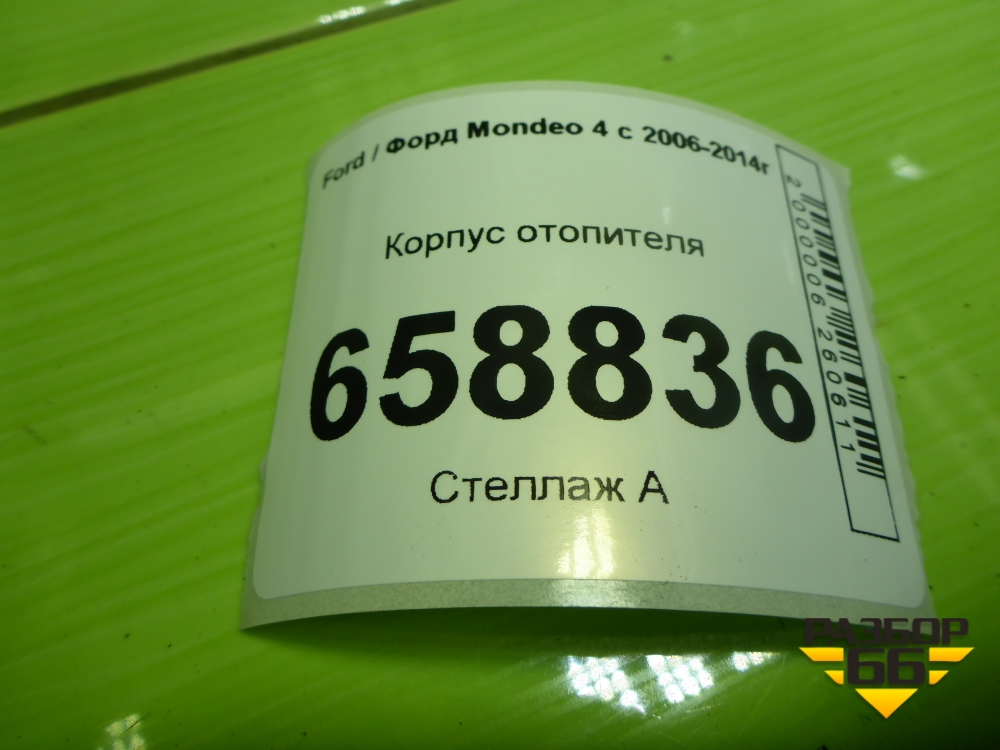 Ford / Форд Mondeo 4 с 2006-2014г
Корпус отопителя
658836
Стеллаж А
2000006260611
РАЗБОР
66